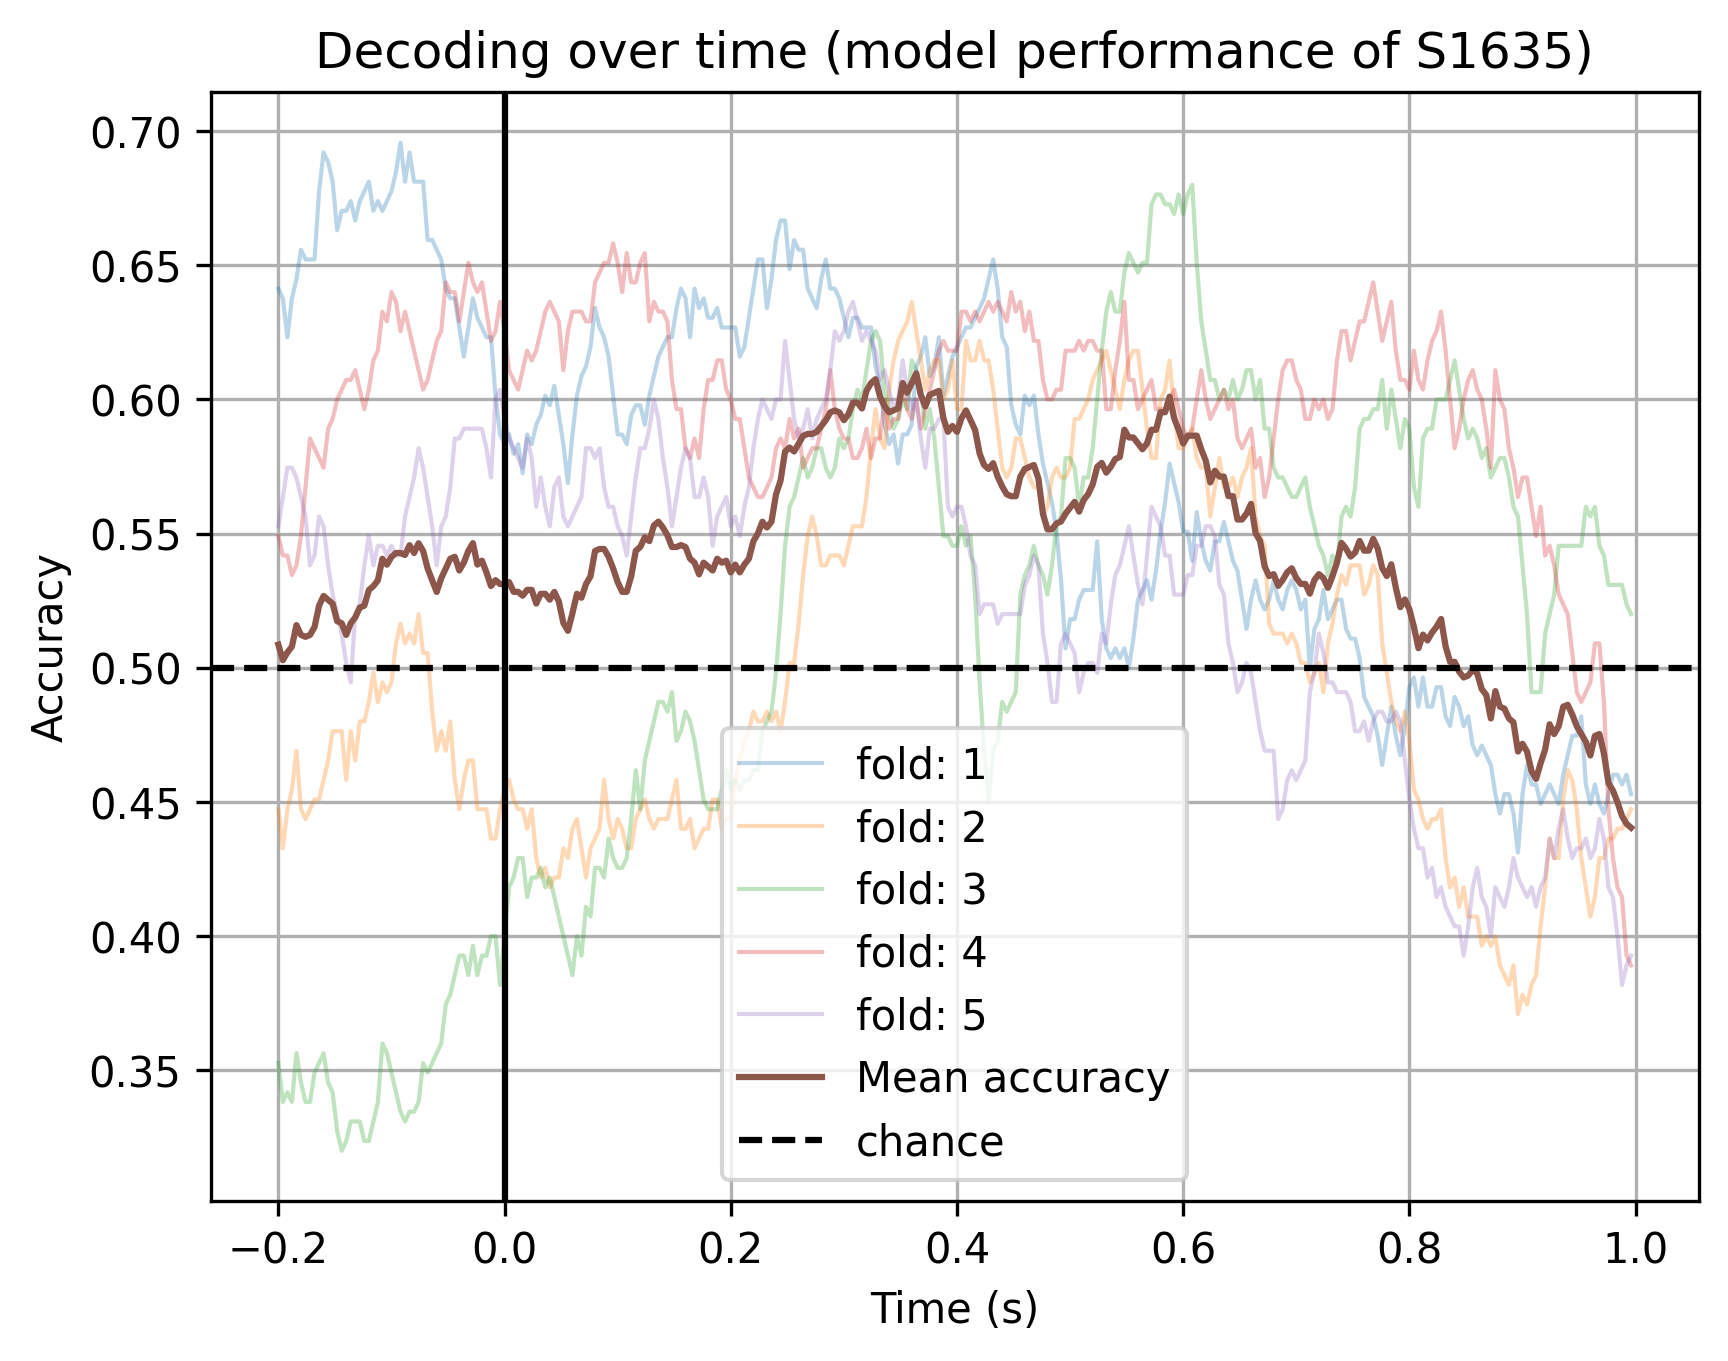 Decoding over time (model performance of S1635)
Accuracy
0.70
0.65
0.60
0.55
0.50
0.45
0.40
0.35
fold: 1
fold: 2
fold: 3
fold: 4
fold: 5
Mean accuracy
chance
−0.2 0.0 0.2 0.4 0.6 0.8 1.0
Time (s)